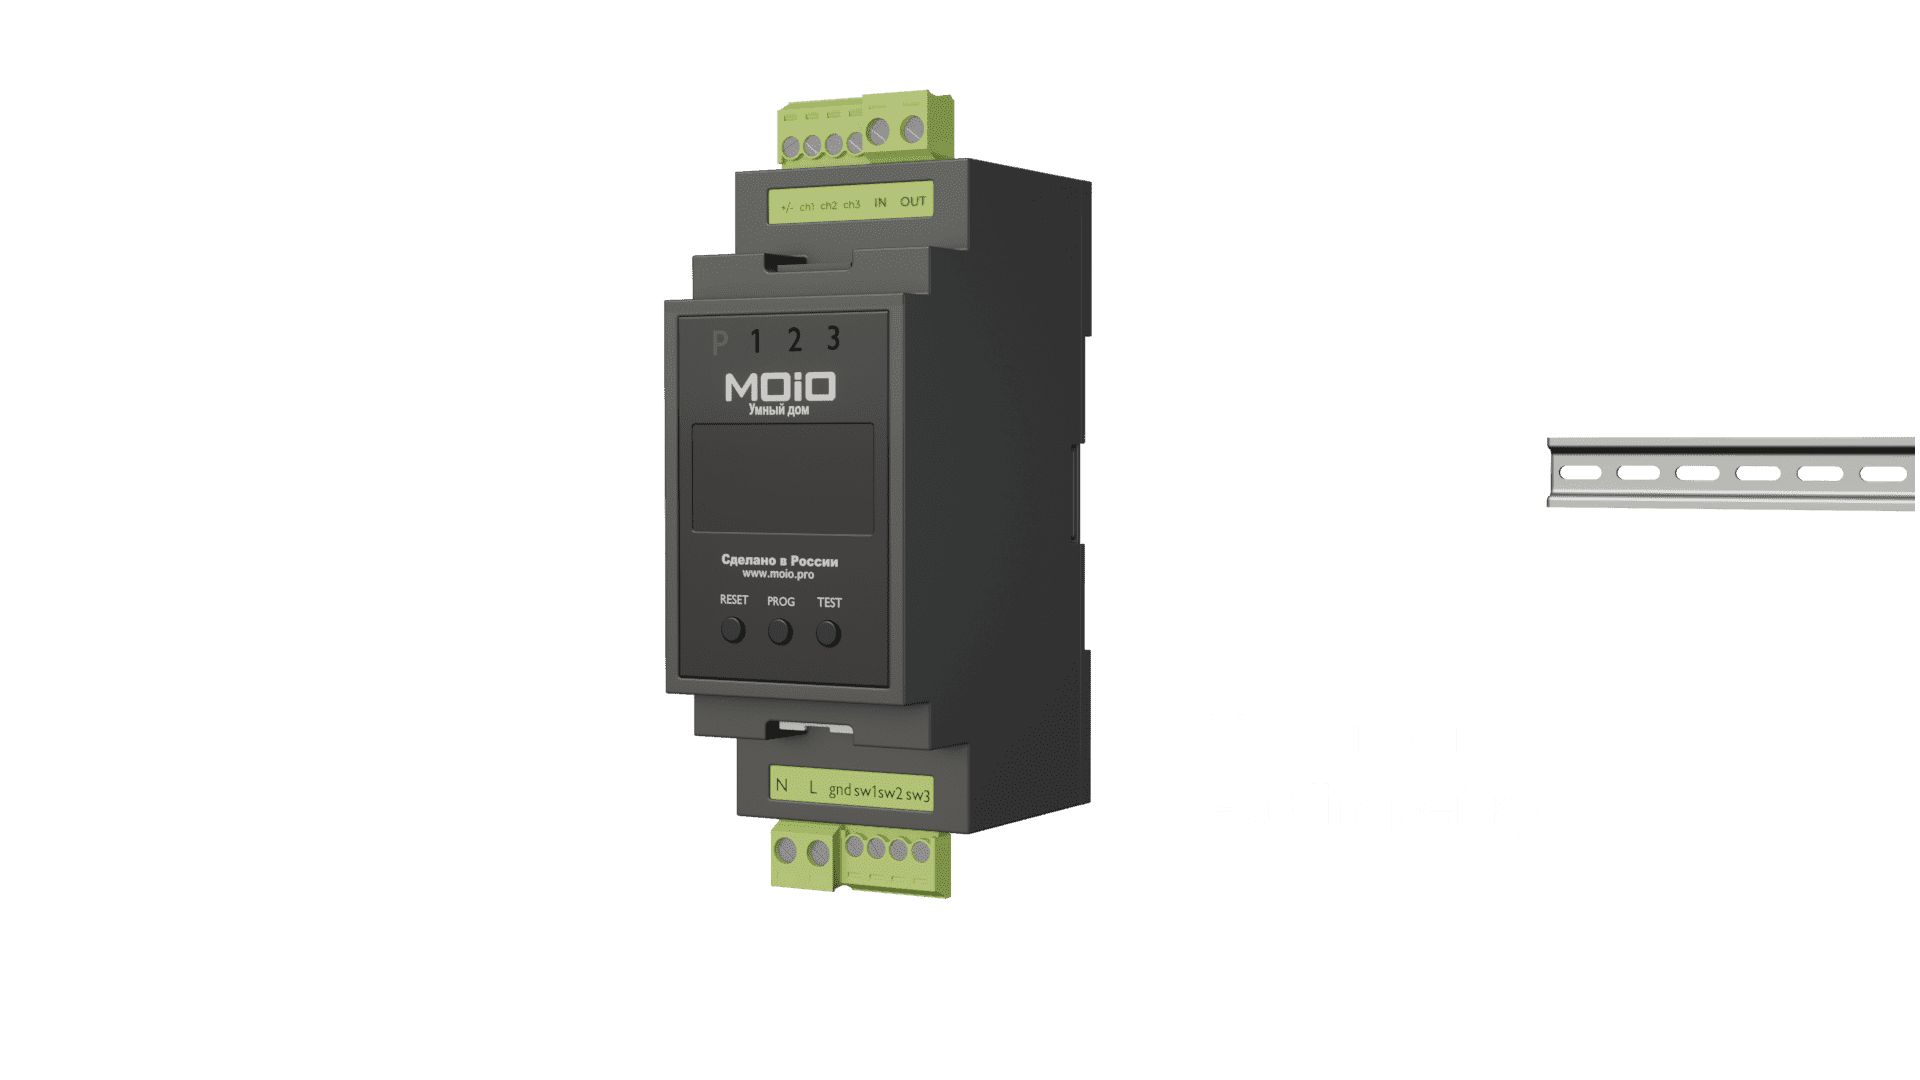 +/- ch1 ch2 ch3 IN OUT
P 1 2 3
MOiO
Умный дом
Сделано в России
www.moio.pro
RESET PROG TEST
N L gnd sw1 sw2 sw3